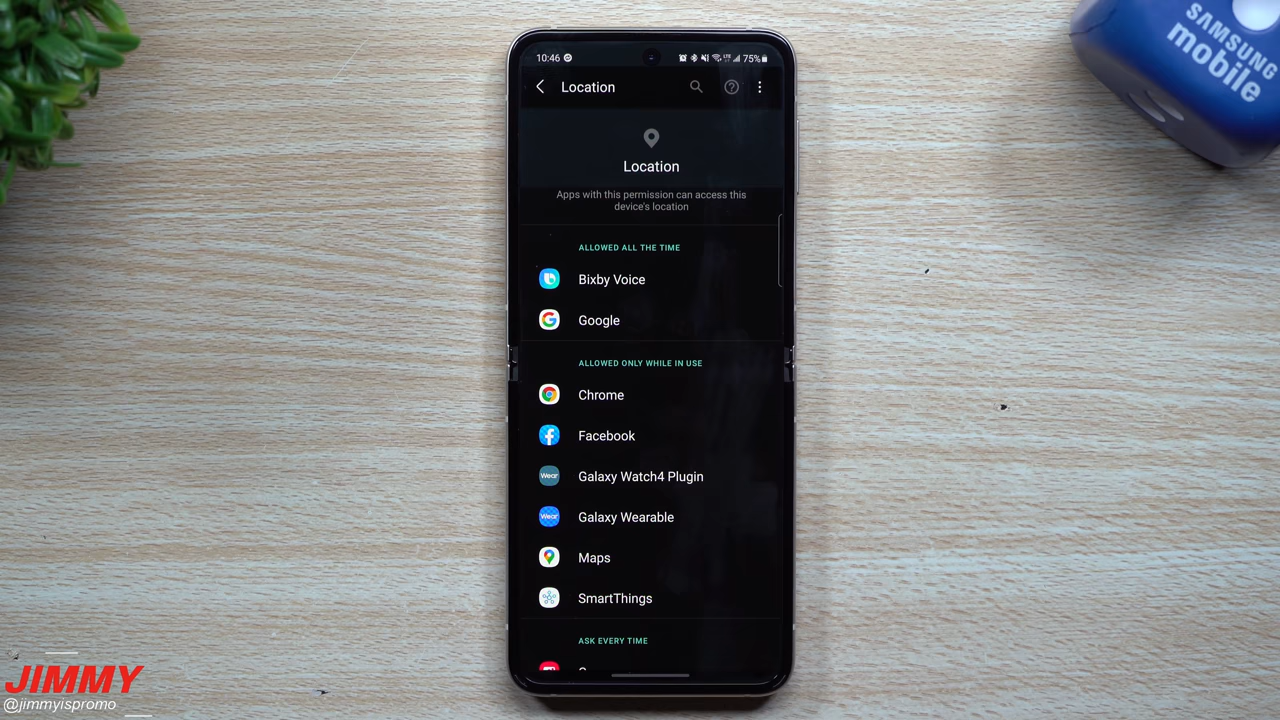 SAMSUNG
mobile
10:46
LTE
75%
Location
Location
Apps with this permission can access this
device's location
ALLOWED ALL THE TIME
Bixby Voice
Google
ALLOWED ONLY WHILE IN USE
Chrome
Facebook
Wear
Galaxy Watch4 Plugin
Wear
Galaxy Wearable
Maps
SmartThings
ASK EVERY TIME
JIMMY
@jimmyispromo